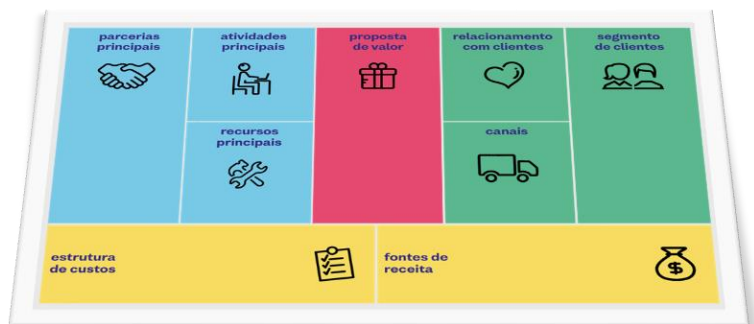 parcerias
principais
atividades
principais
proposta
de valor
relacionamento
com clientes
segmento
de clientes
recursos
principais
canais
estrutura
de custos
fontes de
receita
$